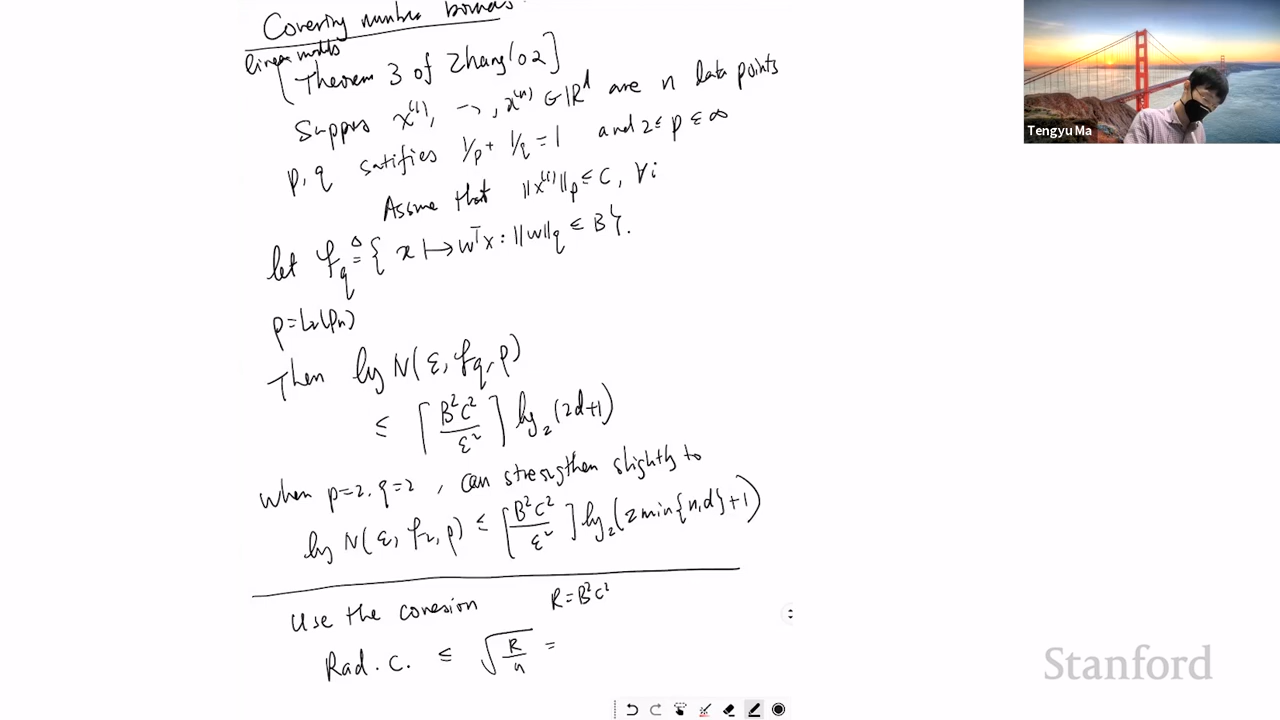 Covering number bounds
linear models
[Theorem 3 of Zhang'02]
Suppose x^(1), ..., x^(n) ∈ ℝ^d are n data points
p, q satisfies 1/p + 1/q = 1 and 2 ≤ p ≤ ∞
Assume that ||x^(i)||_p ≤ C, ∀i
let F_q ≜ { x ↦ w^T x : ||w||_q ≤ B }.
ρ = L_2(P_n)
Then log N(ε, F_q, ρ)
≤ ⌈B²C²/ε²⌉ log_2(2d+1)
When p=2, q=2, can strengthen slightly to
log N(ε, F_2, ρ) ≤ ⌈B²C²/ε²⌉ log_2(2 min{n,d}+1)
Use the conversion R = B²C²
Rad. C. ≤ √(R/n) =
Tengyu Ma
Stanford